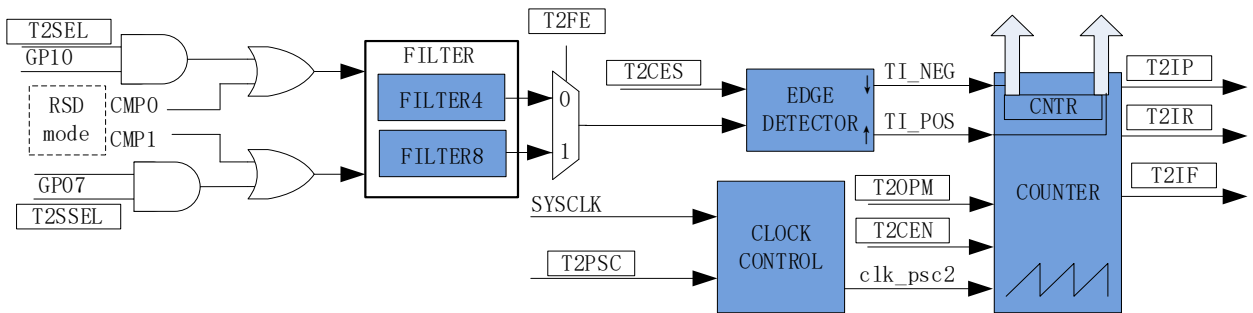 T2SEL
GP10
RSD
mode
CMP0
CMP1
GP07
T2SSEL
FILTER
FILTER4
FILTER8
T2FE
0
1
T2CES
EDGE
DETECTOR
TI_NEG
TI_POS
SYSCLK
T2PSC
CLOCK
CONTROL
T2OPM
T2CEN
clk_psc2
CNTR
COUNTER
T2IP
T2IR
T2IF